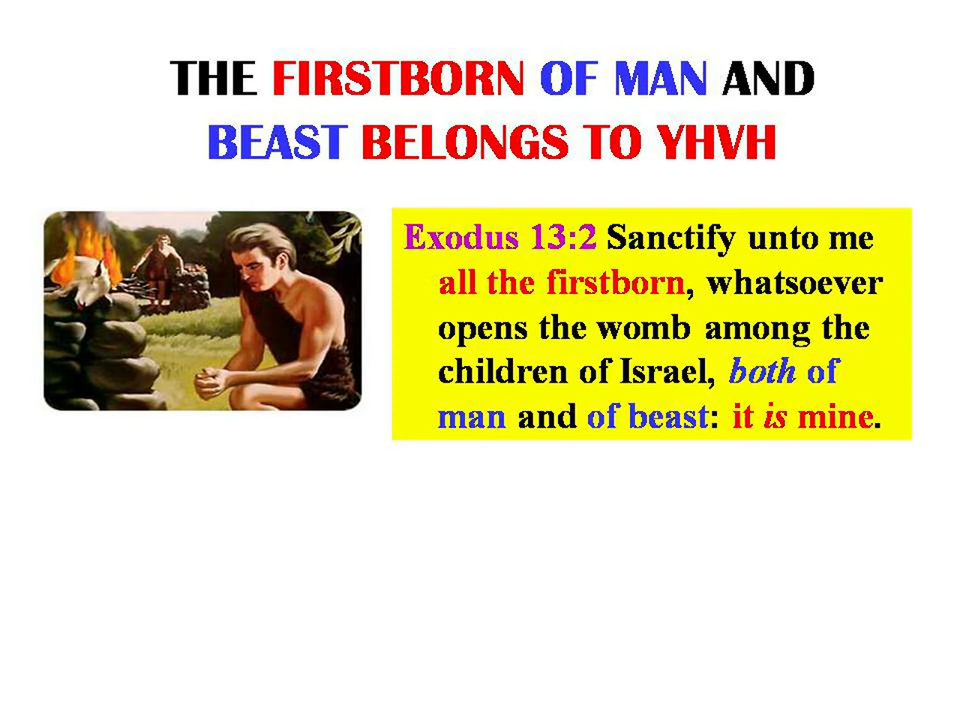 THE FIRSTBORN OF MAN AND
BEAST BELONGS TO YHVH
Exodus 13:2 Sanctify unto me
all the firstborn, whatsoever
opens the womb among the
children of Israel, both of
man and of beast: it is mine.